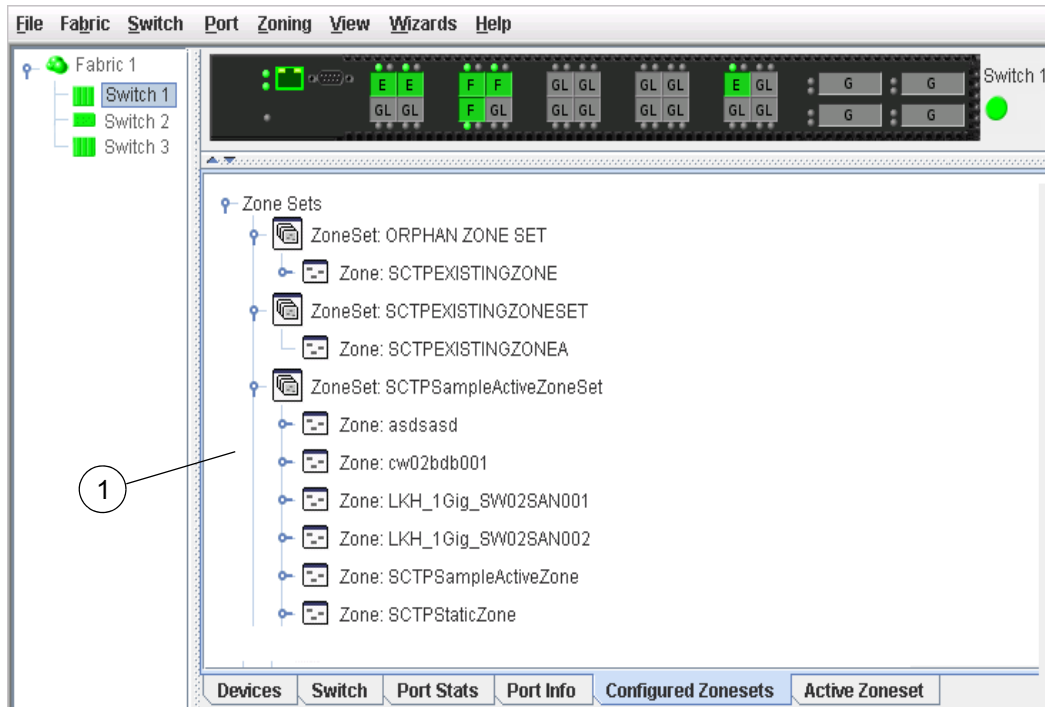 File Fabric Switch Port Zoning View Wizards Help
Fabric 1
Switch 1
Switch 2
Switch 3
E E F F GL GL GL GL E GL G G
GL GL F GL GL GL GL GL GL GL G G
Switch 1
Zone Sets
ZoneSet: ORPHAN ZONE SET
Zone: SCTPEXISTINGZONE
ZoneSet: SCTPEXISTINGZONESET
Zone: SCTPEXISTINGZONEA
ZoneSet: SCTPSampleActiveZoneSet
Zone: asdsasd
Zone: cw02bdb001
Zone: LKH_1Gig_SW02SAN001
Zone: LKH_1Gig_SW02SAN002
Zone: SCTPSampleActiveZone
Zone: SCTPStaticZone
1
Devices Switch Port Stats Port Info Configured Zonesets Active Zoneset